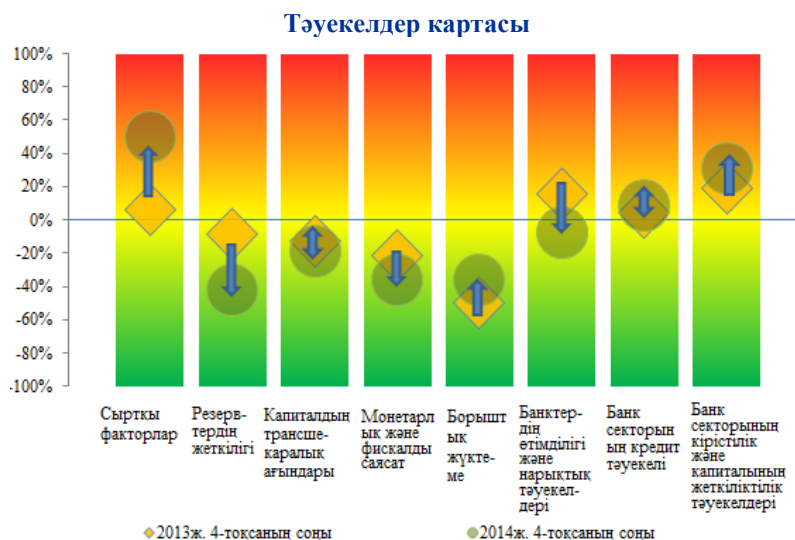 Тәуекелдер картасы
100%
80%
60%
40%
20%
0%
-20%
-40%
-60%
-80%
-100%
Сыртқы
факторлар
Резерв-
тердің
жеткілігі
Капиталдың
трансше-
каралық
ағындары
Монетарл
ық және
фискалды
саясат
Борышт
ық
жүкте-
ме
Банктер-
дің
өтімділігі
және
нарықтық
тәуекел-
дері
Банк
секторын
ың кредит
тәуекелі
Банк
секторының
кірістілік
және
капиталының
жеткіліктілік
тәуекелдері
2013ж. 4-тоқсаның соңы
2014ж. 4-тоқсаның соңы